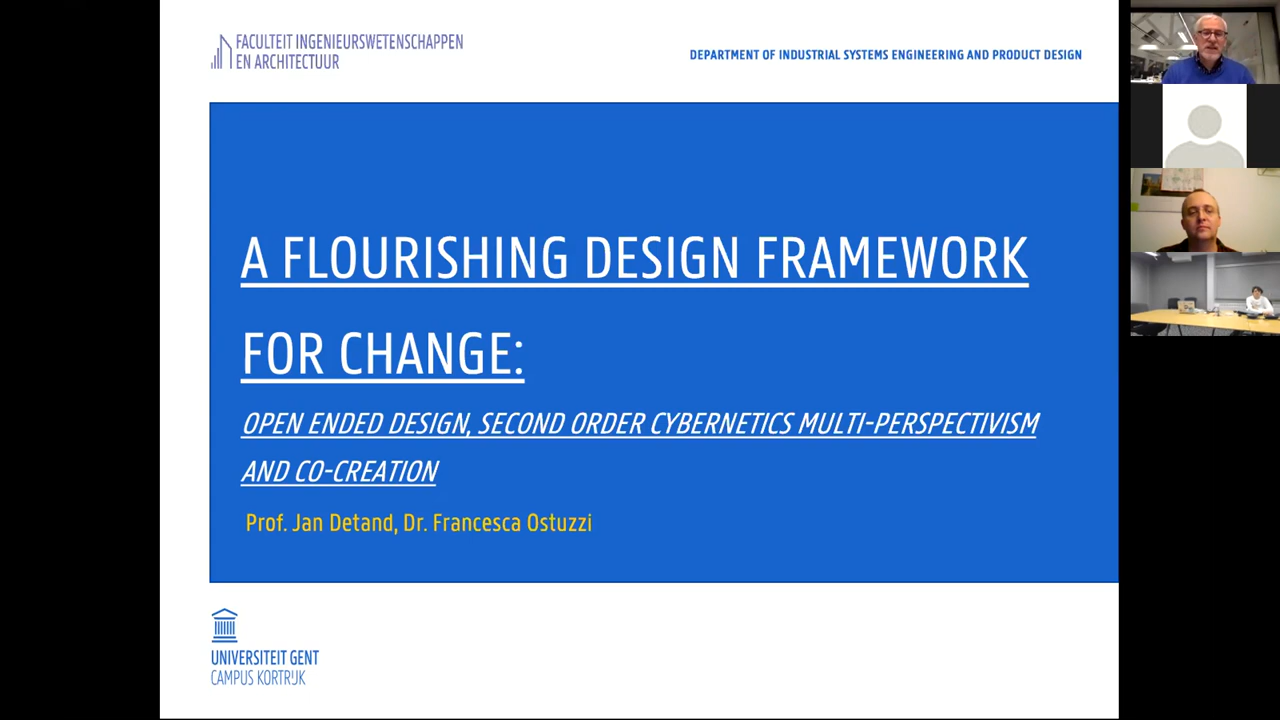 FACULTEIT INGENIEURSWETENSCHAPPEN
EN ARCHITECTUUR
DEPARTMENT OF INDUSTRIAL SYSTEMS ENGINEERING AND PRODUCT DESIGN
A FLOURISHING DESIGN FRAMEWORK
FOR CHANGE:
OPEN ENDED DESIGN, SECOND ORDER CYBERNETICS MULTI-PERSPECTIVISM
AND CO-CREATION
Prof. Jan Detand, Dr. Francesca Ostuzzi
UNIVERSITEIT GENT
CAMPUS KORTRIJK